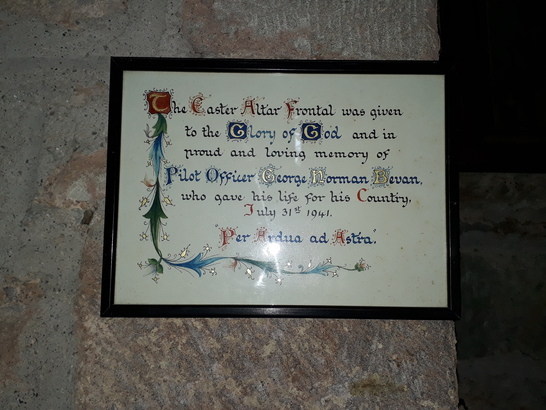 The Easter Altar Frontal was given
to the Glory of God and in
proud and loving memory of
Pilot Officer George Norman Bevan,
who gave his life for his Country,
July 31st 1941.
Per Ardua ad Astra.